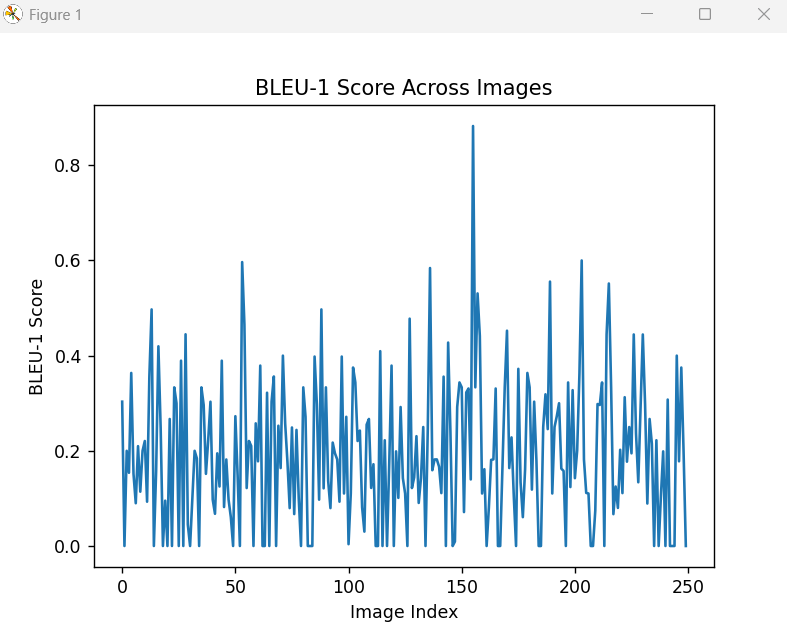 Figure 1
BLEU-1 Score Across Images
BLEU-1 Score
0.8
0.6
0.4
0.2
0.0
0 50 100 150 200 250
Image Index